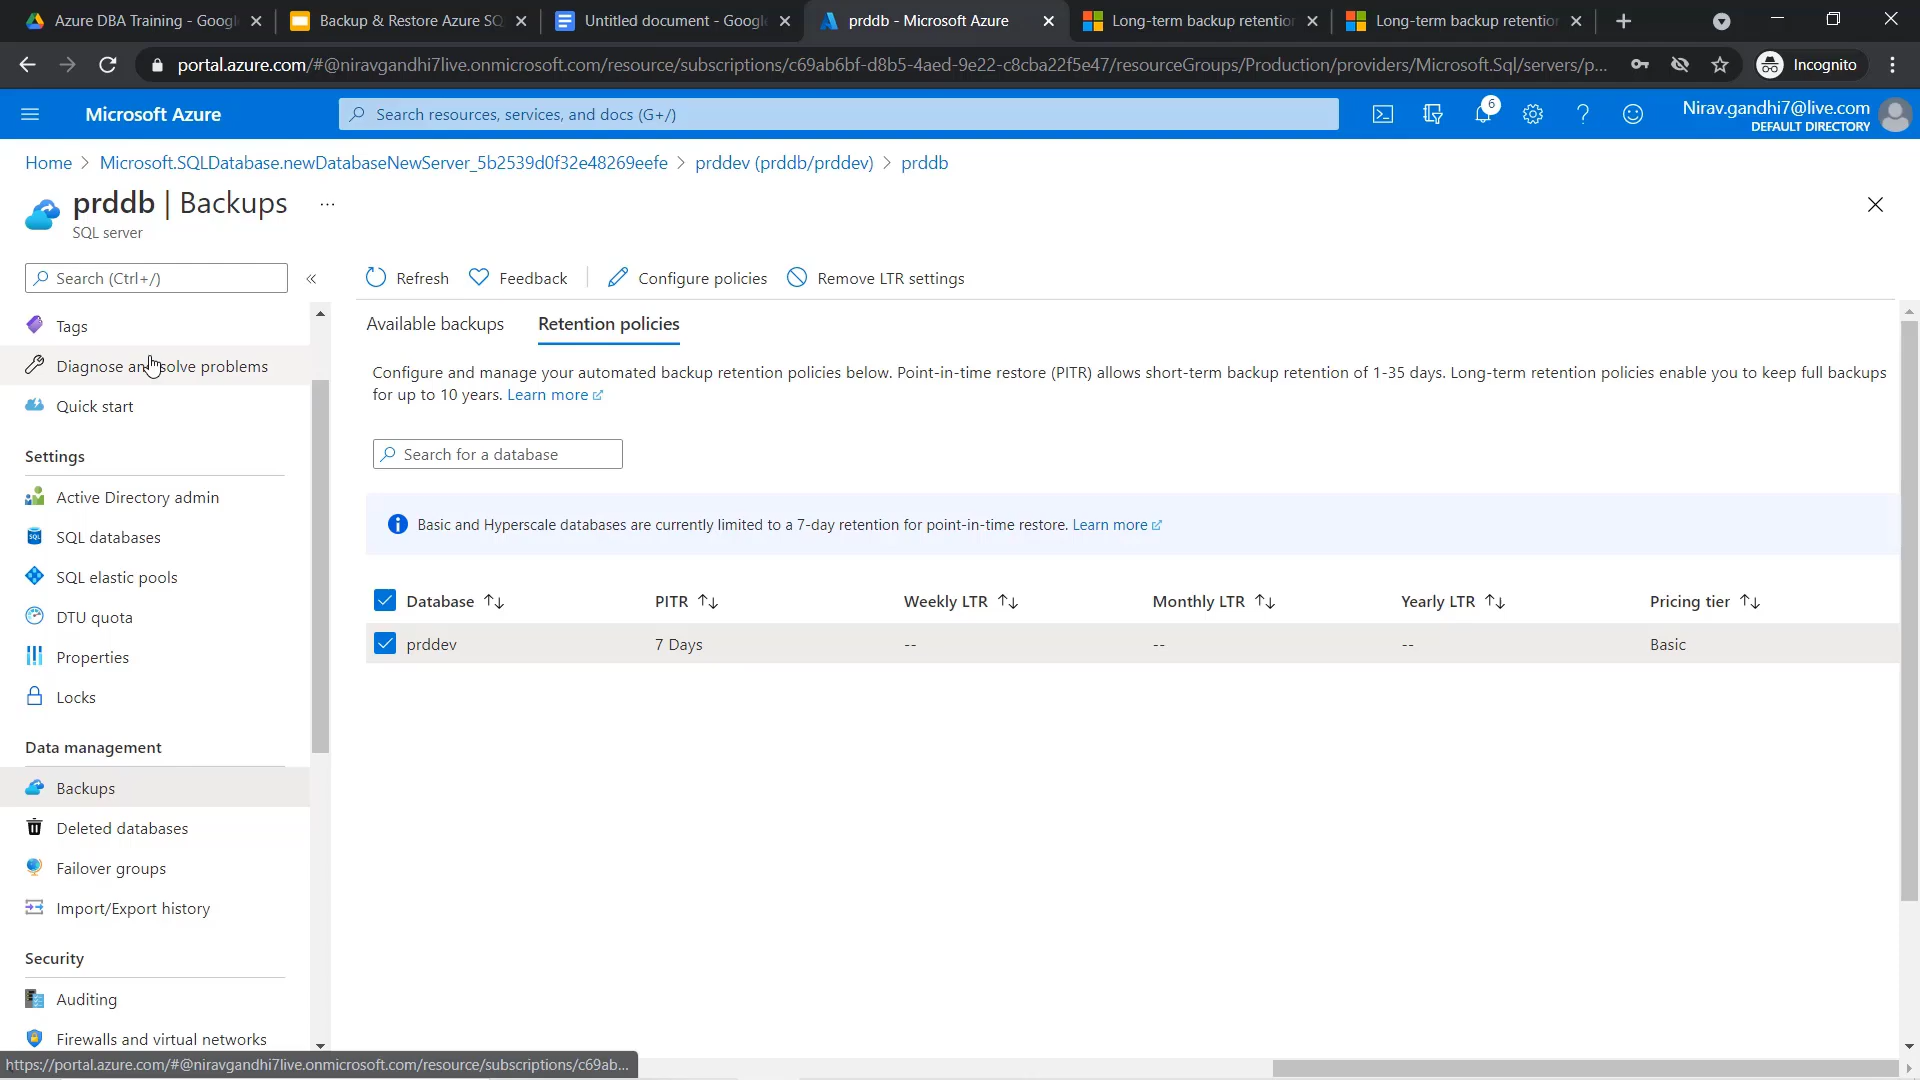 Azure DBA Training - Googl
Backup & Restore Azure SQ
Untitled document - Google
prddb - Microsoft Azure
Long-term backup retentio
Long-term backup retentio
portal.azure.com/#@niravgandhi7live.onmicrosoft.com/resource/subscriptions/c69ab6bf-d8b5-4aed-9e22-c8cba22f5e47/resourceGroups/Production/providers/Microsoft.Sql/servers/p...
Incognito
Microsoft Azure
Search resources, services, and docs (G+/)
6
Nirav.gandhi7@live.com
DEFAULT DIRECTORY
Home > Microsoft.SQLDatabase.newDatabaseNewServer_5b2539d0f32e48269eefe > prddev (prddb/prddev) > prddb
prddb | Backups ...
SQL server
Search (Ctrl+/)
«
Refresh
Feedback
Configure policies
Remove LTR settings
Tags
Diagnose and solve problems
Quick start
Settings
Active Directory admin
SQL databases
SQL elastic pools
DTU quota
Properties
Locks
Data management
Backups
Deleted databases
Failover groups
Import/Export history
Security
Auditing
Firewalls and virtual networks
Available backups
Retention policies
Configure and manage your automated backup retention policies below. Point-in-time restore (PITR) allows short-term backup retention of 1-35 days. Long-term retention policies enable you to keep full backups
for up to 10 years. Learn more
Search for a database
Basic and Hyperscale databases are currently limited to a 7-day retention for point-in-time restore. Learn more
Database ↑↓ PITR ↑↓ Weekly LTR ↑↓ Monthly LTR ↑↓ Yearly LTR ↑↓ Pricing tier ↑↓
prddev 7 Days -- -- -- Basic
https://portal.azure.com/#@niravgandhi7live.onmicrosoft.com/resource/subscriptions/c69ab...